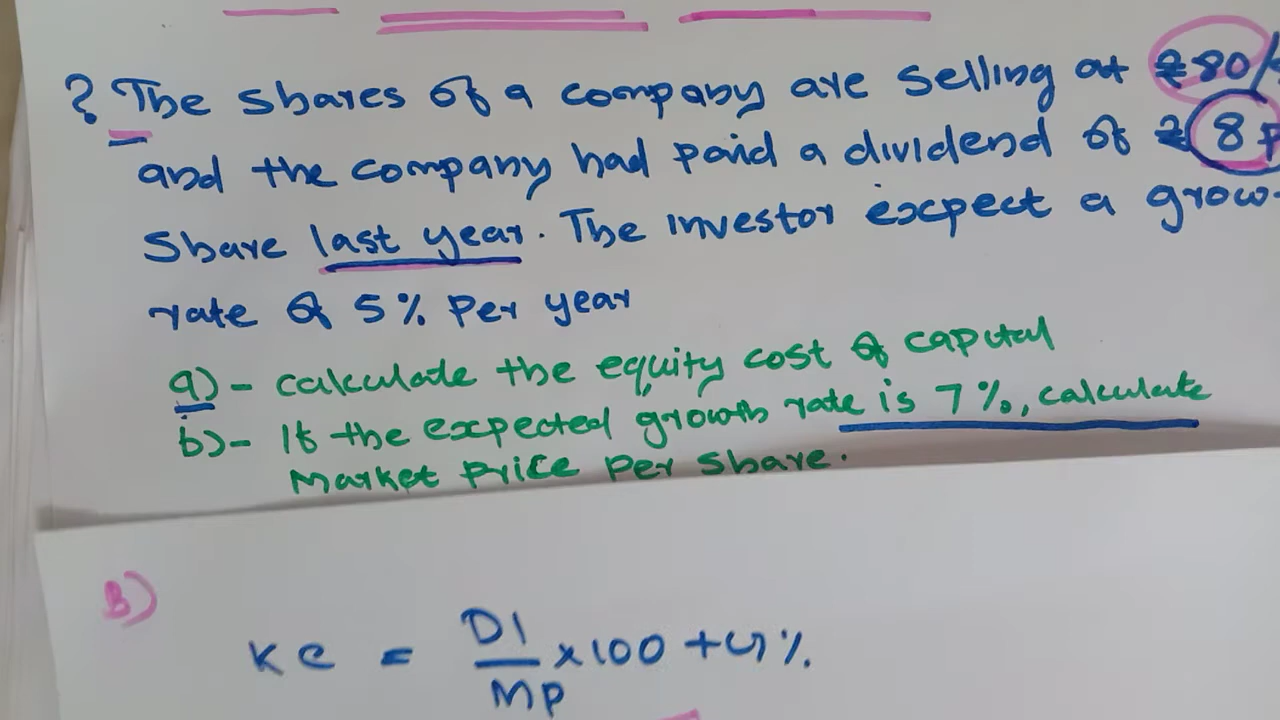 ? The shares of a company are selling at ₹80/
and the company had paid a dividend of ₹ 8 P
Share last year. The investor expect a grow
rate of 5% Per year
a)- calculate the equity cost of capital
b)- If the expected growth rate is 7%, calculate
Market price per share.
B)
Ke = D1
MP ×100 + G%